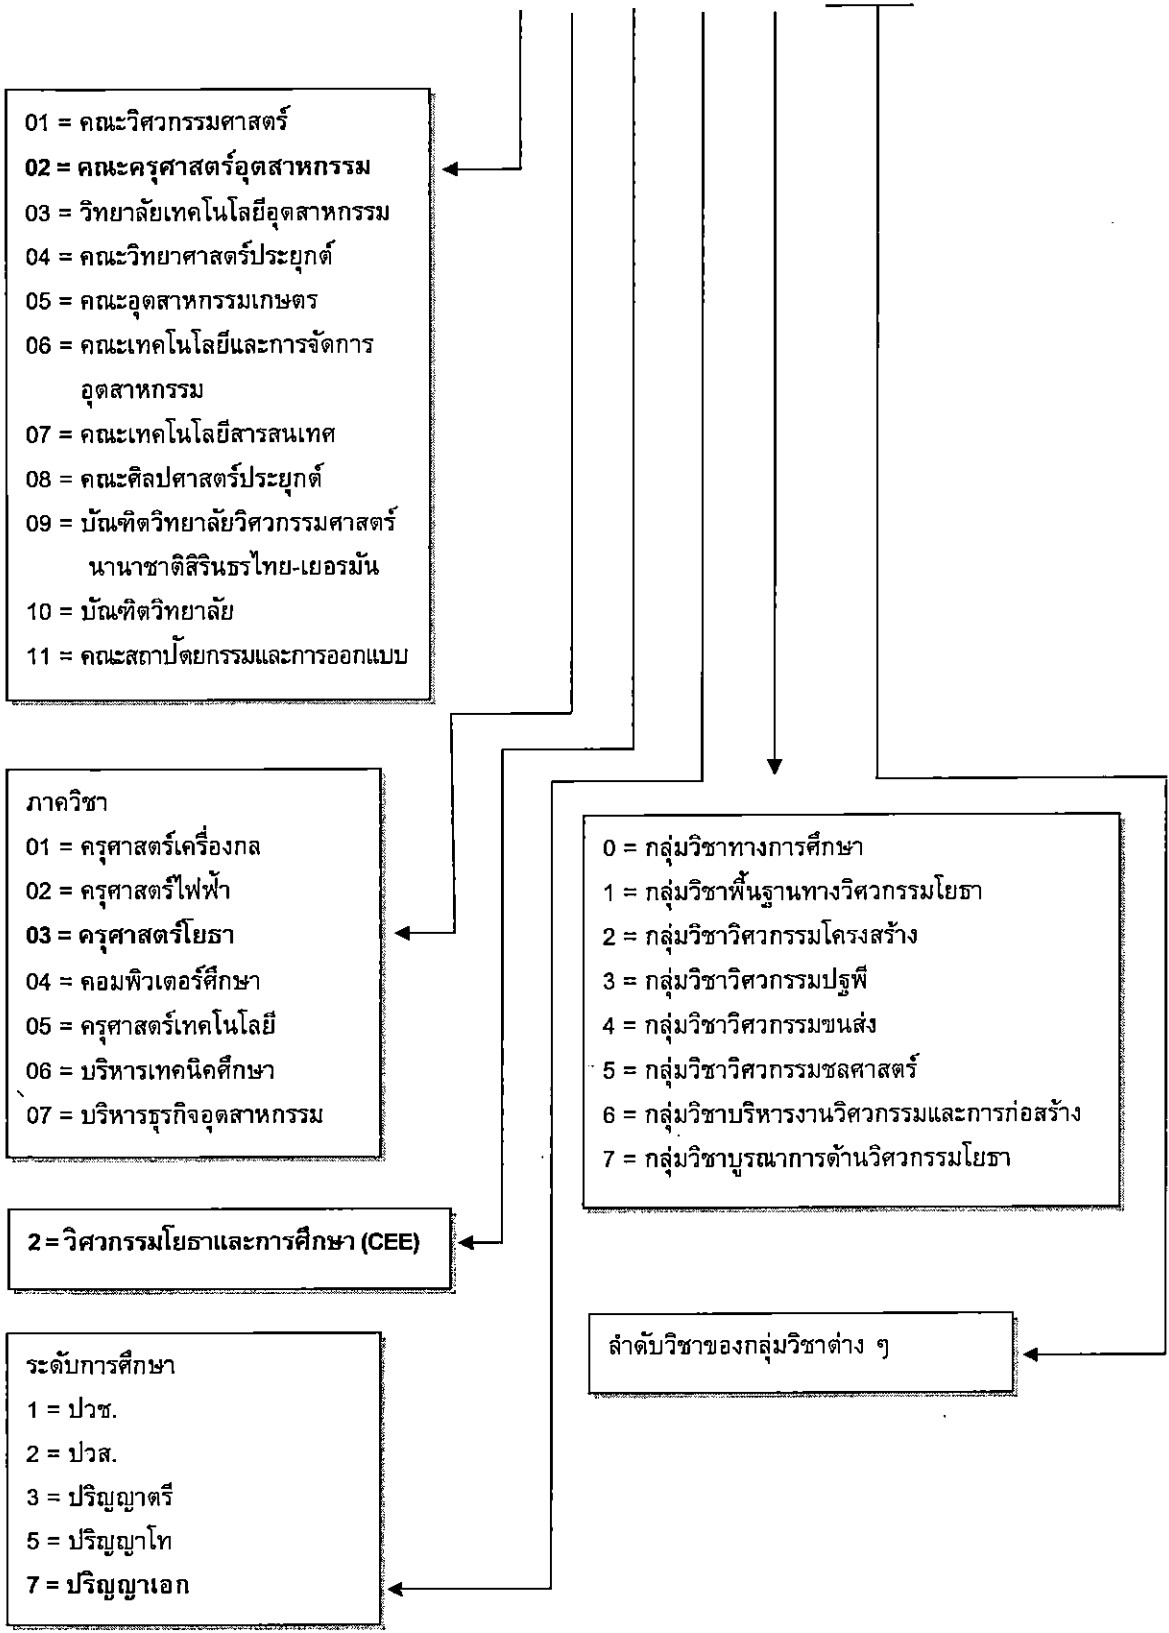 01 = คณะวิศวกรรมศาสตร์
02 = คณะครุศาสตร์อุตสาหกรรม
03 = วิทยาลัยเทคโนโลยีอุตสาหกรรม
04 = คณะวิทยาศาสตร์ประยุกต์
05 = คณะอุตสาหกรรมเกษตร
06 = คณะเทคโนโลยีและการจัดการ
อุตสาหกรรม
07 = คณะเทคโนโลยีสารสนเทศ
08 = คณะศิลปศาสตร์ประยุกต์
09 = บัณฑิตวิทยาลัยวิศวกรรมศาสตร์
นานาชาติสิรินธรไทย-เยอรมัน
10 = บัณฑิตวิทยาลัย
11 = คณะสถาปัตยกรรมและการออกแบบ
ภาควิชา
01 = ครุศาสตร์เครื่องกล
02 = ครุศาสตร์ไฟฟ้า
03 = ครุศาสตร์โยธา
04 = คอมพิวเตอร์ศึกษา
05 = ครุศาสตร์เทคโนโลยี
06 = บริหารเทคนิคศึกษา
07 = บริหารธุรกิจอุตสาหกรรม
2 = วิศวกรรมโยธาและการศึกษา (CEE)
ระดับการศึกษา
1 = ปวช.
2 = ปวส.
3 = ปริญญาตรี
5 = ปริญญาโท
7 = ปริญญาเอก
0 = กลุ่มวิชาทางการศึกษา
1 = กลุ่มวิชาพื้นฐานทางวิศวกรรมโยธา
2 = กลุ่มวิชาวิศวกรรมโครงสร้าง
3 = กลุ่มวิชาวิศวกรรมปฐพี
4 = กลุ่มวิชาวิศวกรรมขนส่ง
5 = กลุ่มวิชาวิศวกรรมชลศาสตร์
6 = กลุ่มวิชาบริหารงานวิศวกรรมและการก่อสร้าง
7 = กลุ่มวิชาบูรณาการด้านวิศวกรรมโยธา
ลำดับวิชาของกลุ่มวิชาต่าง ๆ